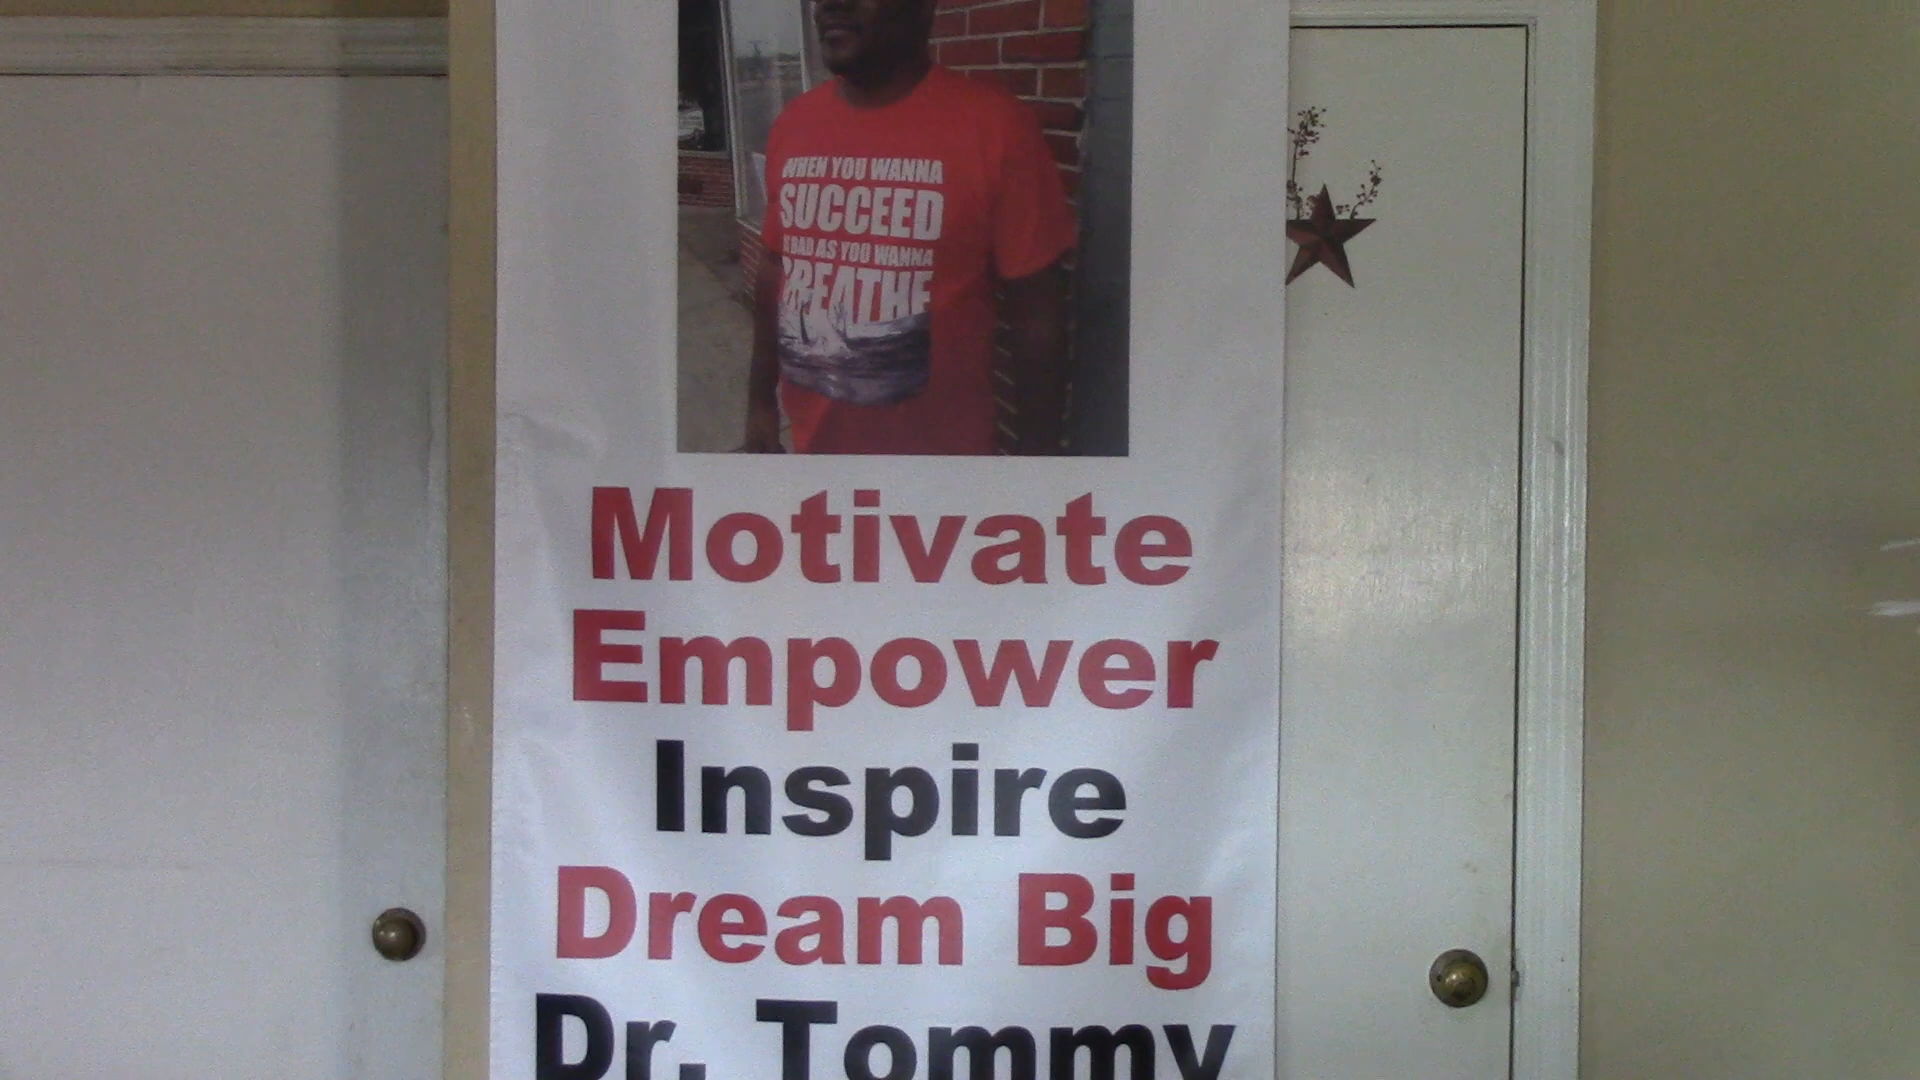 WHEN YOU WANNA
SUCCEED
AS BAD AS YOU WANNA
BREATHE
Motivate
Empower
Inspire
Dream Big
Dr. Tommy